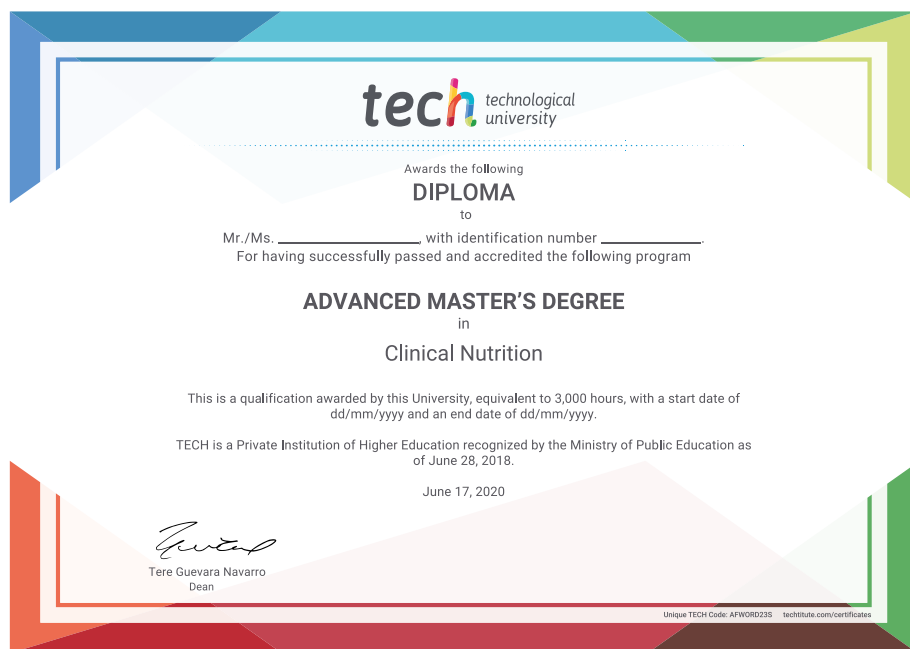 tech technological
university
Awards the following
DIPLOMA
to
Mr./Ms. ____________, with identification number ____________.
For having successfully passed and accredited the following program
ADVANCED MASTER’S DEGREE
in
Clinical Nutrition
This is a qualification awarded by this University, equivalent to 3,000 hours, with a start date of
dd/mm/yyyy and an end date of dd/mm/yyyy.
TECH is a Private Institution of Higher Education recognized by the Ministry of Public Education as
of June 28, 2018.
June 17, 2020
Tere Guevara Navarro
Dean
Unique TECH Code: AFWORD23S techtitute.com/certificates